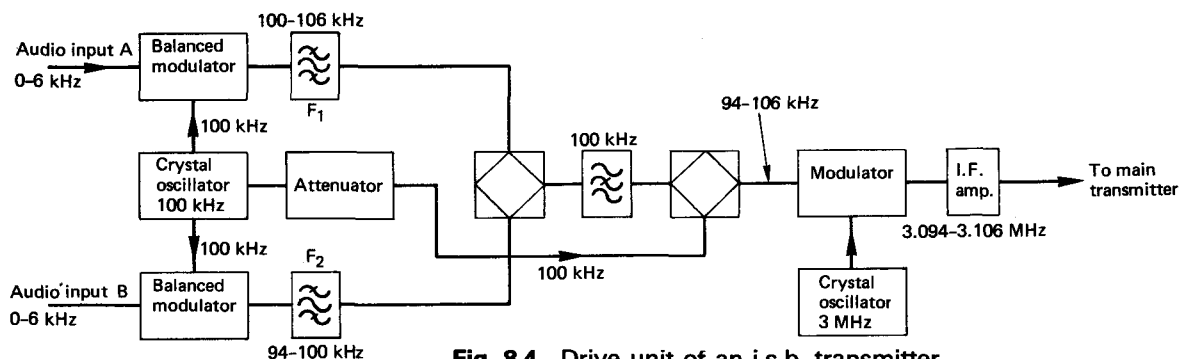 100-106 kHz
Audio input A
0–6 kHz
Balanced
modulator
F1
100 kHz
94–106 kHz
100 kHz
Crystal
oscillator
100 kHz
Attenuator
Modulator
I.F.
amp.
To main
transmitter
3.094–3.106 MHz
100 kHz
F2
100 kHz
Audio input B
0–6 kHz
Balanced
modulator
Crystal
oscillator
3 MHz
94-100 kHz
Fig. 8.4 Drive unit of an i.s.b. transmitter